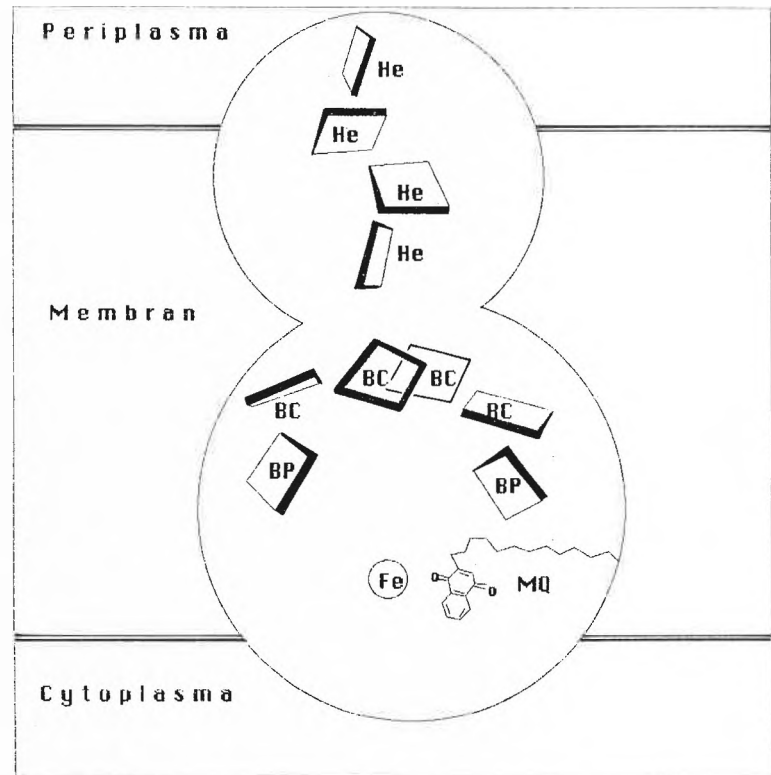 Periplasma
He
He
He
He
Membran
BC BC
BC
BC
BP
BP
Fe
O
O
MQ
Cytoplasma